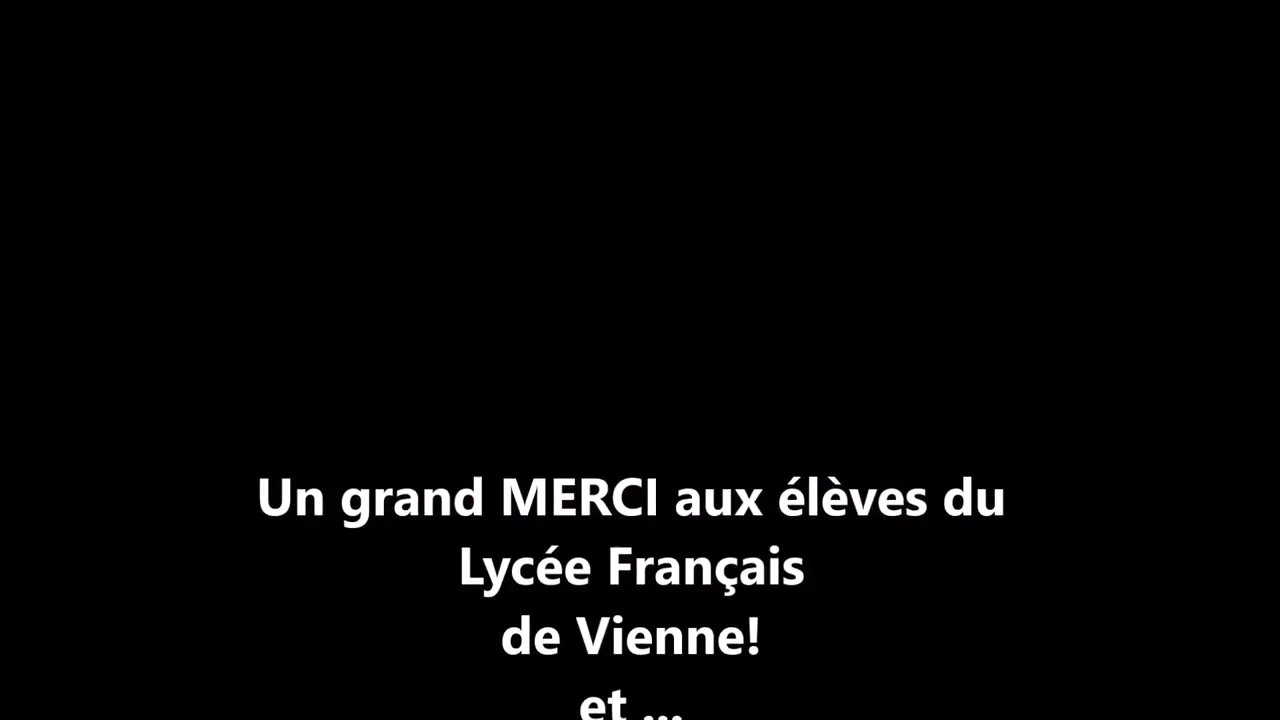 Un grand MERCI aux élèves du
Lycée Français
de Vienne!
et ...